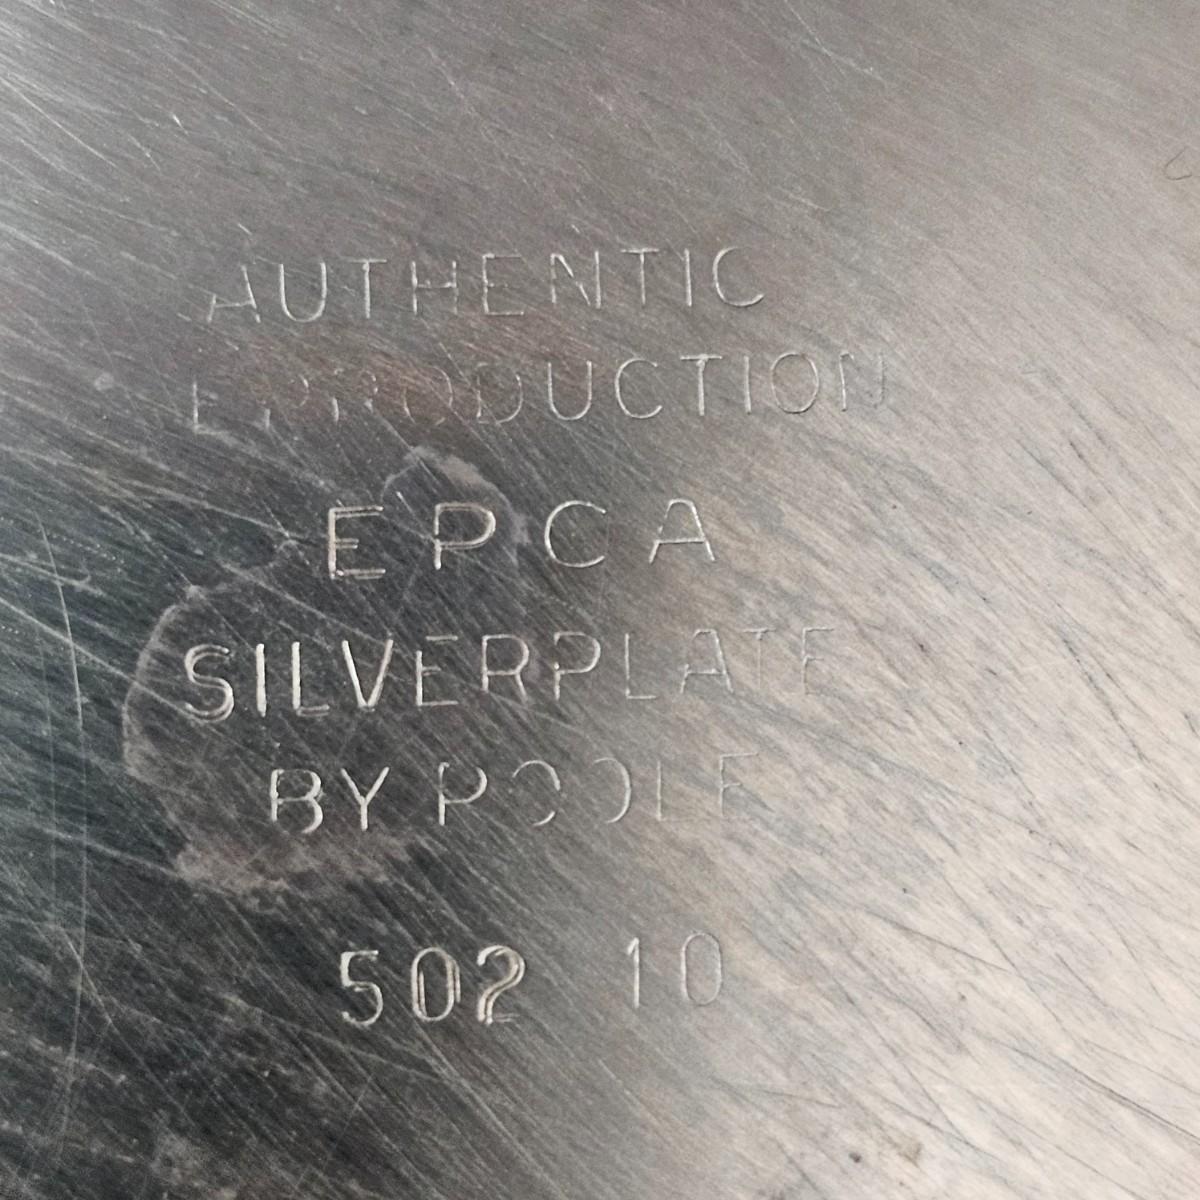 AUTHENTIC
REPRODUCTION
EPCA
SILVERPLATE
BY POOLE
502 10